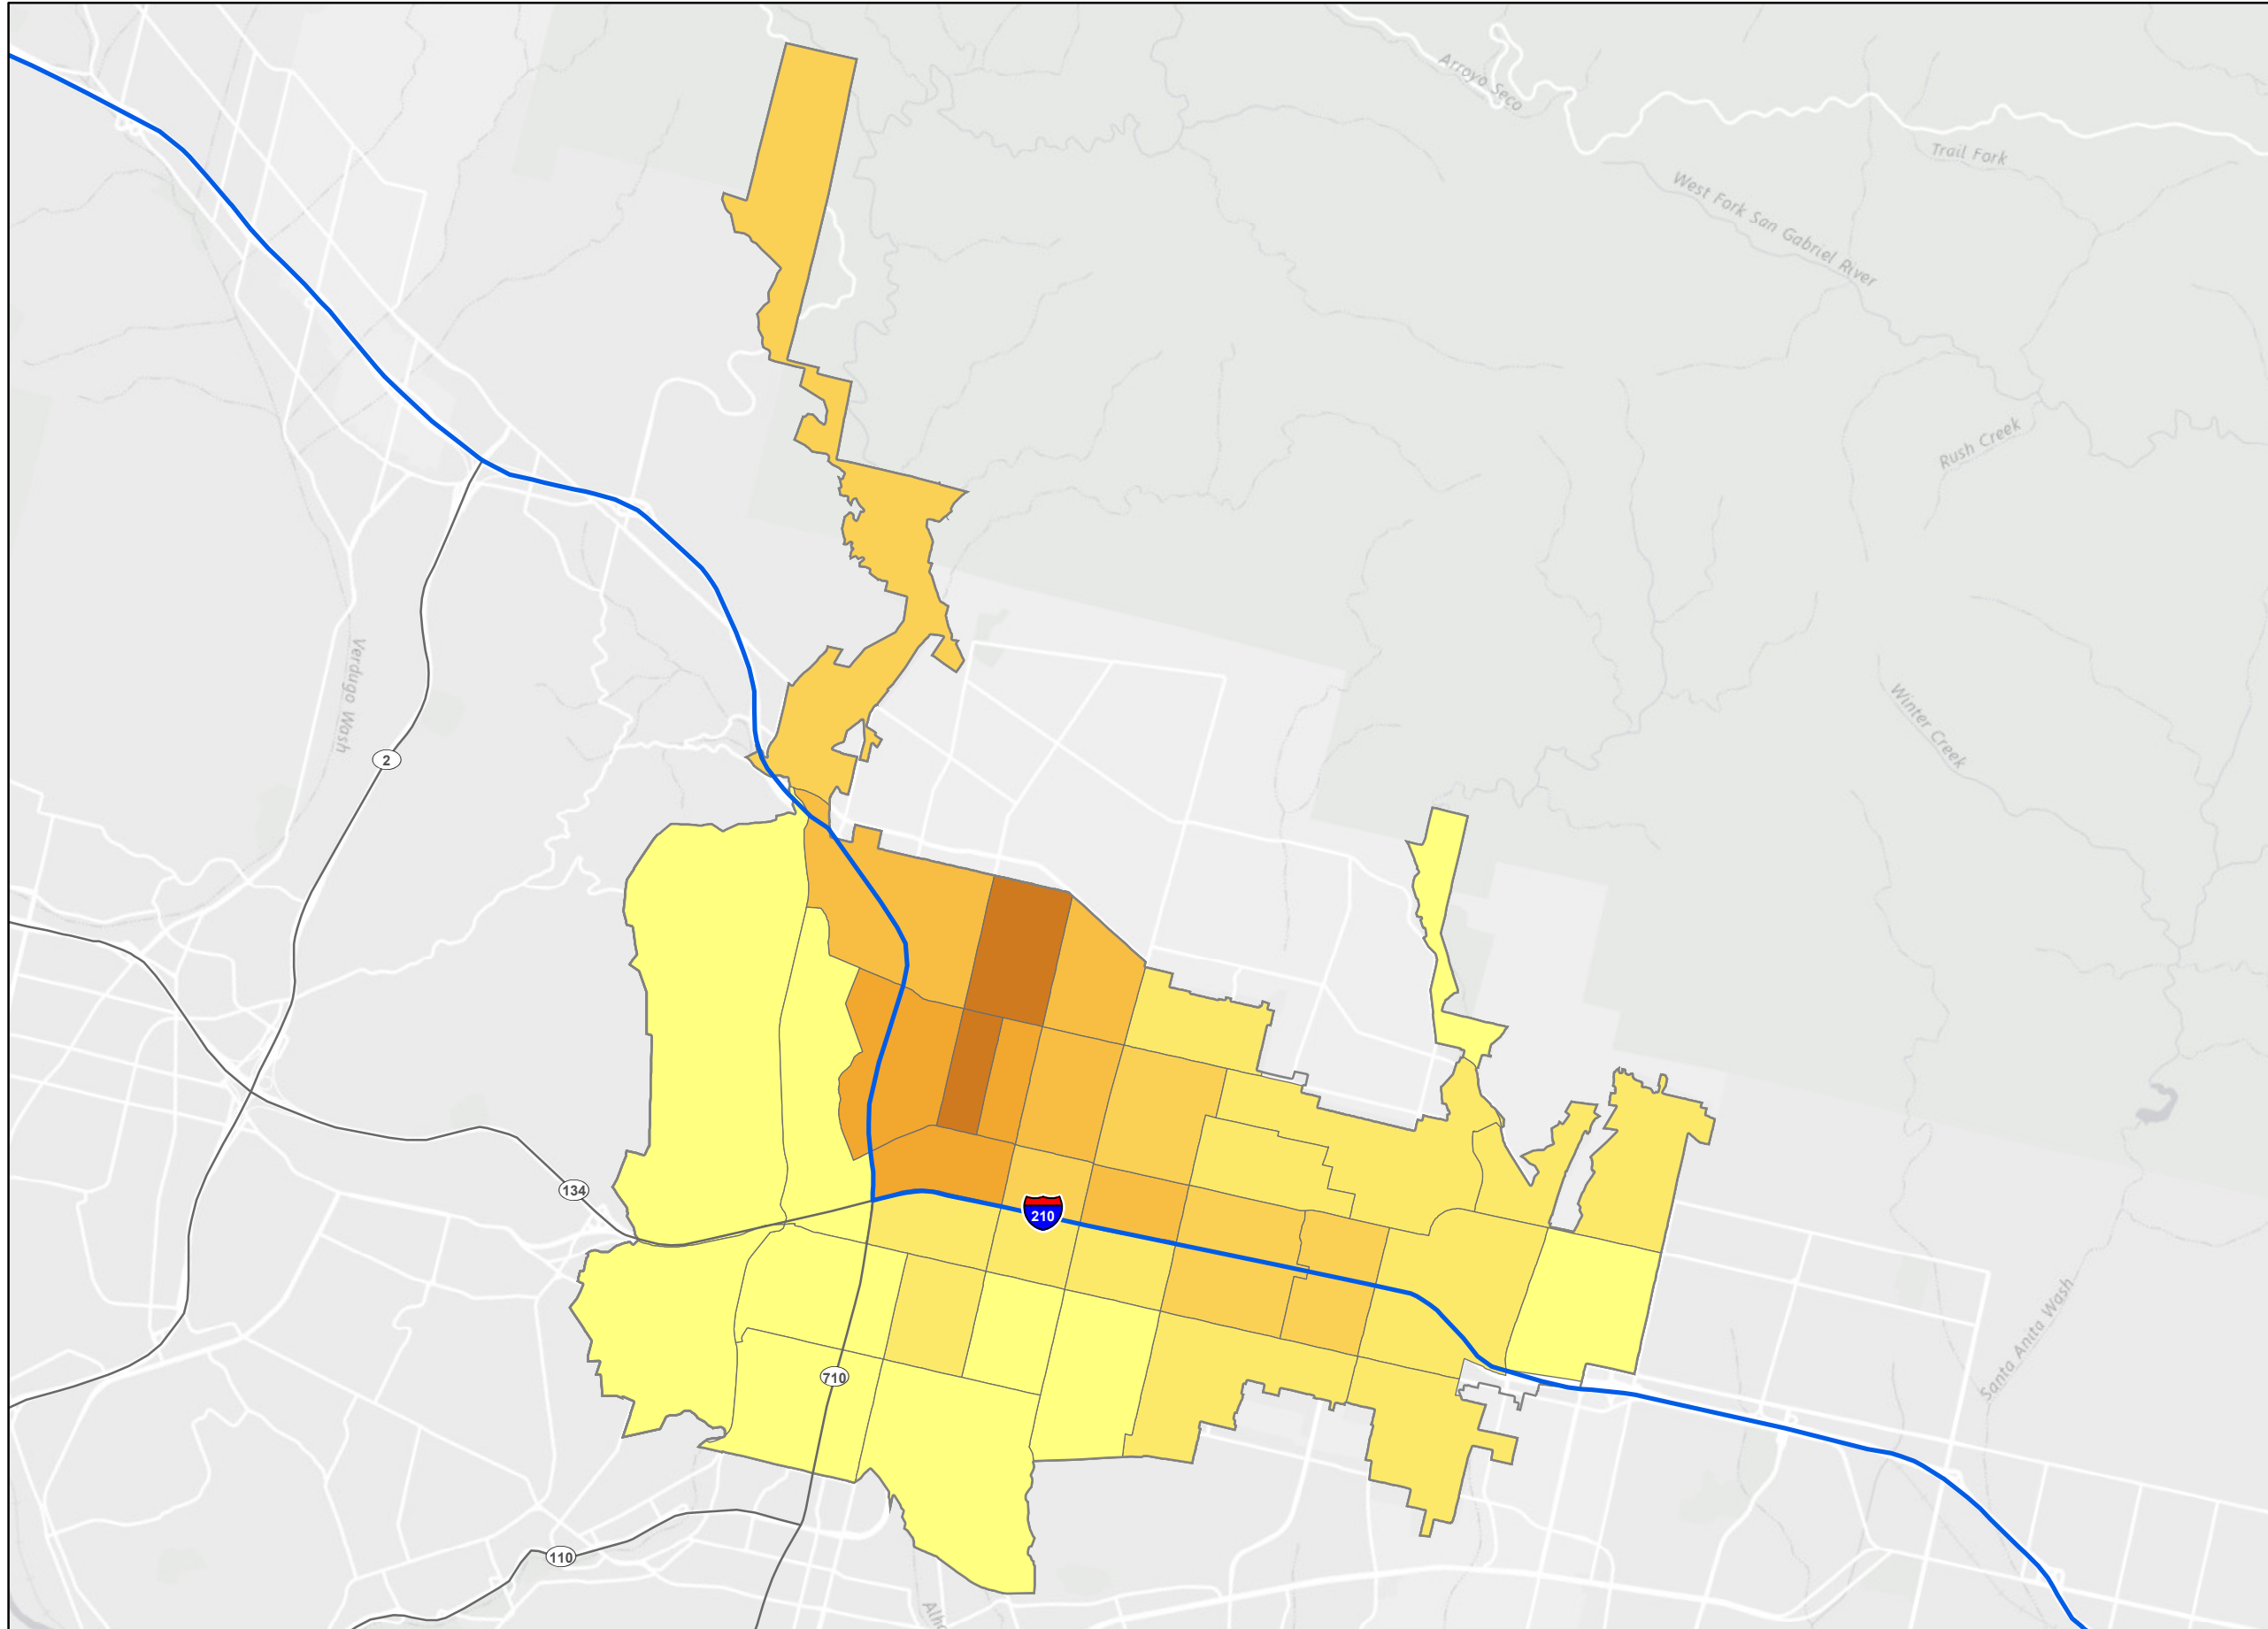 Arroyo Seco
Trail Fork
West Fork San Gabriel River
Rush Creek
Verdugo Wash
Winter Creek
2
134
210
Santa Anita Wash
710
110